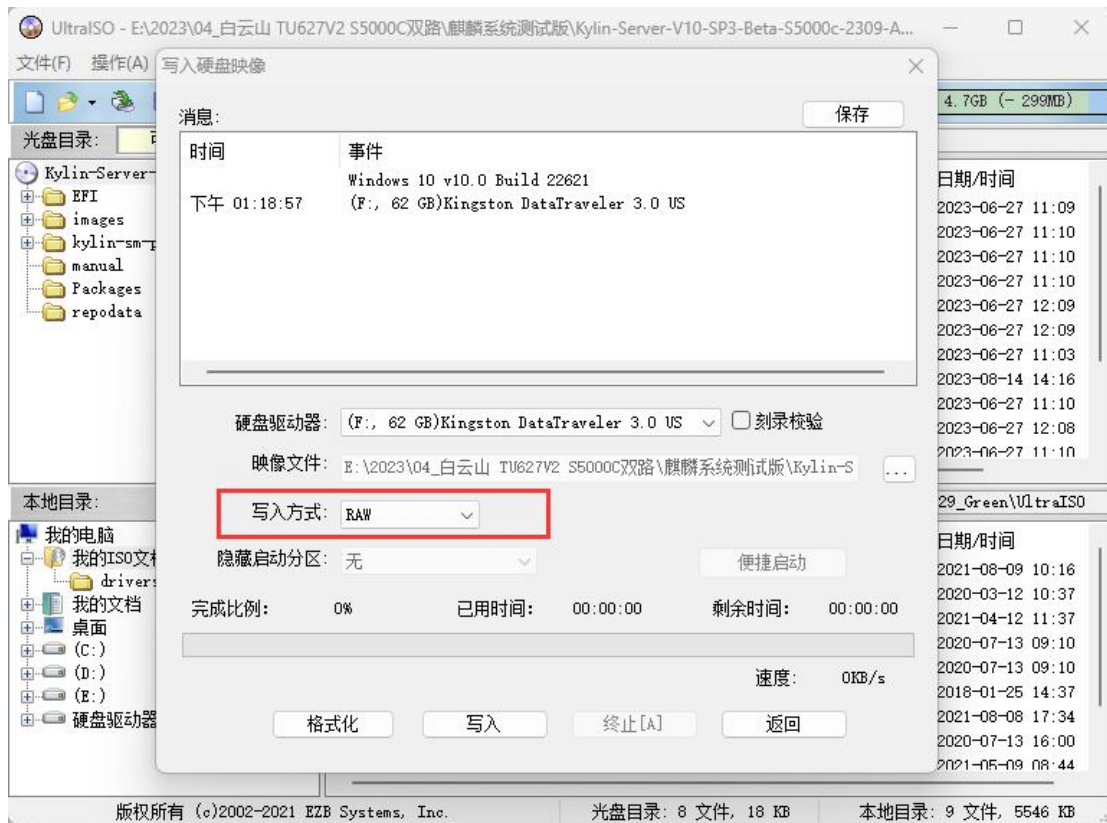 UltraISO - E:\2023\04_白云山 TU627V2 S5000C双路\麒麟系统测试版\Kylin-Server-V10-SP3-Beta-S5000c-2309-A...
文件(F) 操作(A) 写入硬盘映像
消息: 保存
4.7GB (- 299MB)
光盘目录:
时间 事件
Windows 10 v10.0 Build 22621
下午 01:18:57 (F:, 62 GB)Kingston DataTraveler 3.0 US
Kylin-Server-
EFI
images
kylin-sm-p
manual
Packages
repodata
日期/时间
2023-06-27 11:09
2023-06-27 11:10
2023-06-27 11:10
2023-06-27 11:10
2023-06-27 12:09
2023-06-27 12:09
2023-06-27 11:03
2023-08-14 14:16
2023-06-27 11:10
2023-06-27 12:08
2023-06-27 11:10
硬盘驱动器: (F:, 62 GB)Kingston DataTraveler 3.0 US 刻录校验
映像文件: E:\2023\04_白云山 TU627V2 S5000C双路\麒麟系统测试版\Kylin-S ...
写入方式: RAW
隐藏启动分区: 无 便捷启动
完成比例: 0% 已用时间: 00:00:00 剩余时间: 00:00:00
速度: 0KB/s
格式化 写入 终止[A] 返回
本地目录: 29_Green\UltraISO
我的电脑
我的ISO文
drivers
我的文档
桌面
(C:)
(D:)
(E:)
硬盘驱动器
日期/时间
2021-08-09 10:16
2020-03-12 10:37
2021-04-12 11:37
2020-07-13 09:10
2020-07-13 09:10
2018-01-25 14:37
2021-08-08 17:34
2020-07-13 16:00
2021-05-09 08:44
版权所有 (c)2002-2021 EZB Systems, Inc. 光盘目录: 8 文件, 18 KB 本地目录: 9 文件, 5546 KB